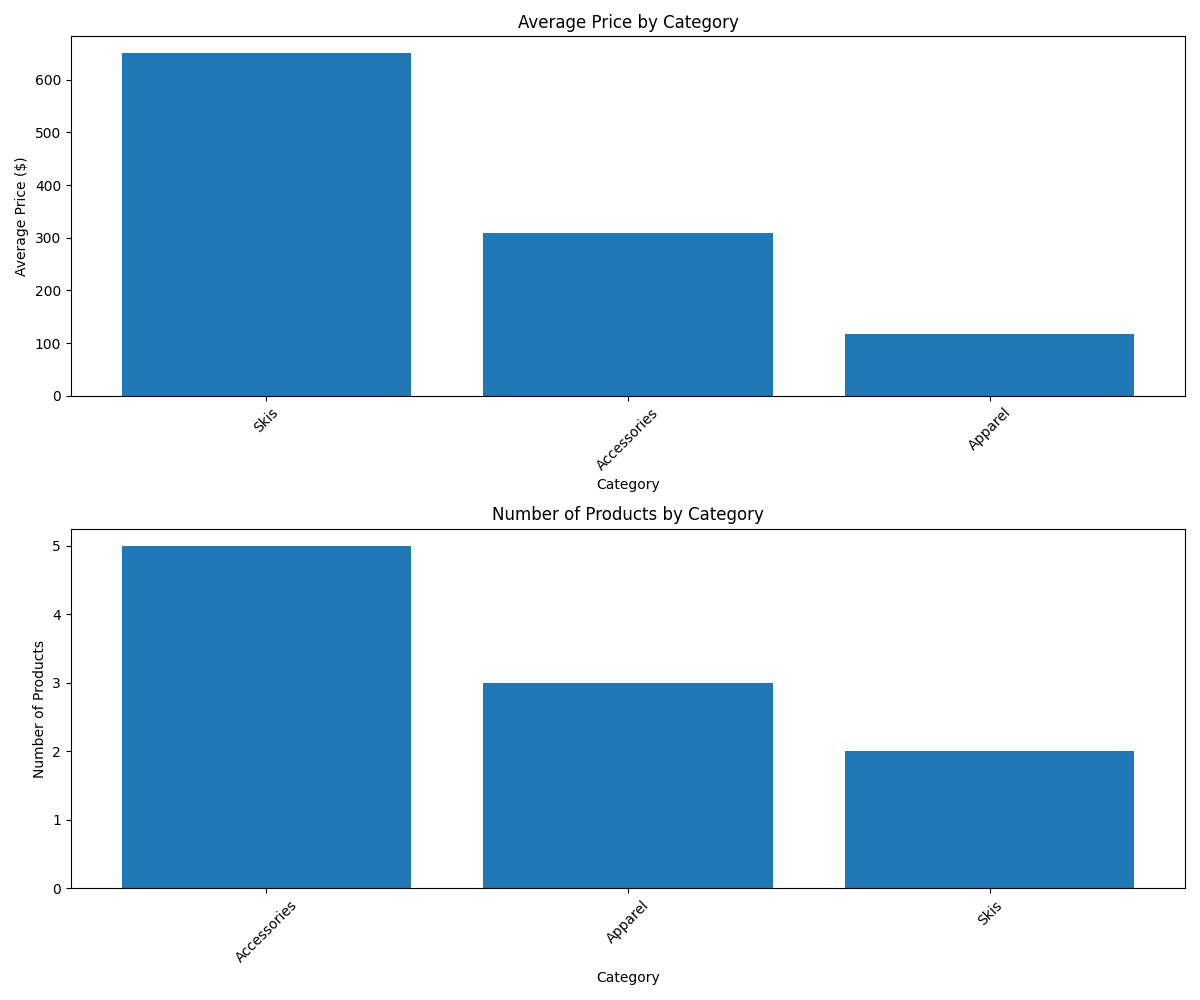 Average Price by Category
Average Price ($)
600
500
400
300
200
100
0
Skis
Accessories
Apparel
Category
Number of Products by Category
Number of Products
5
4
3
2
1
0
Accessories
Apparel
Skis
Category